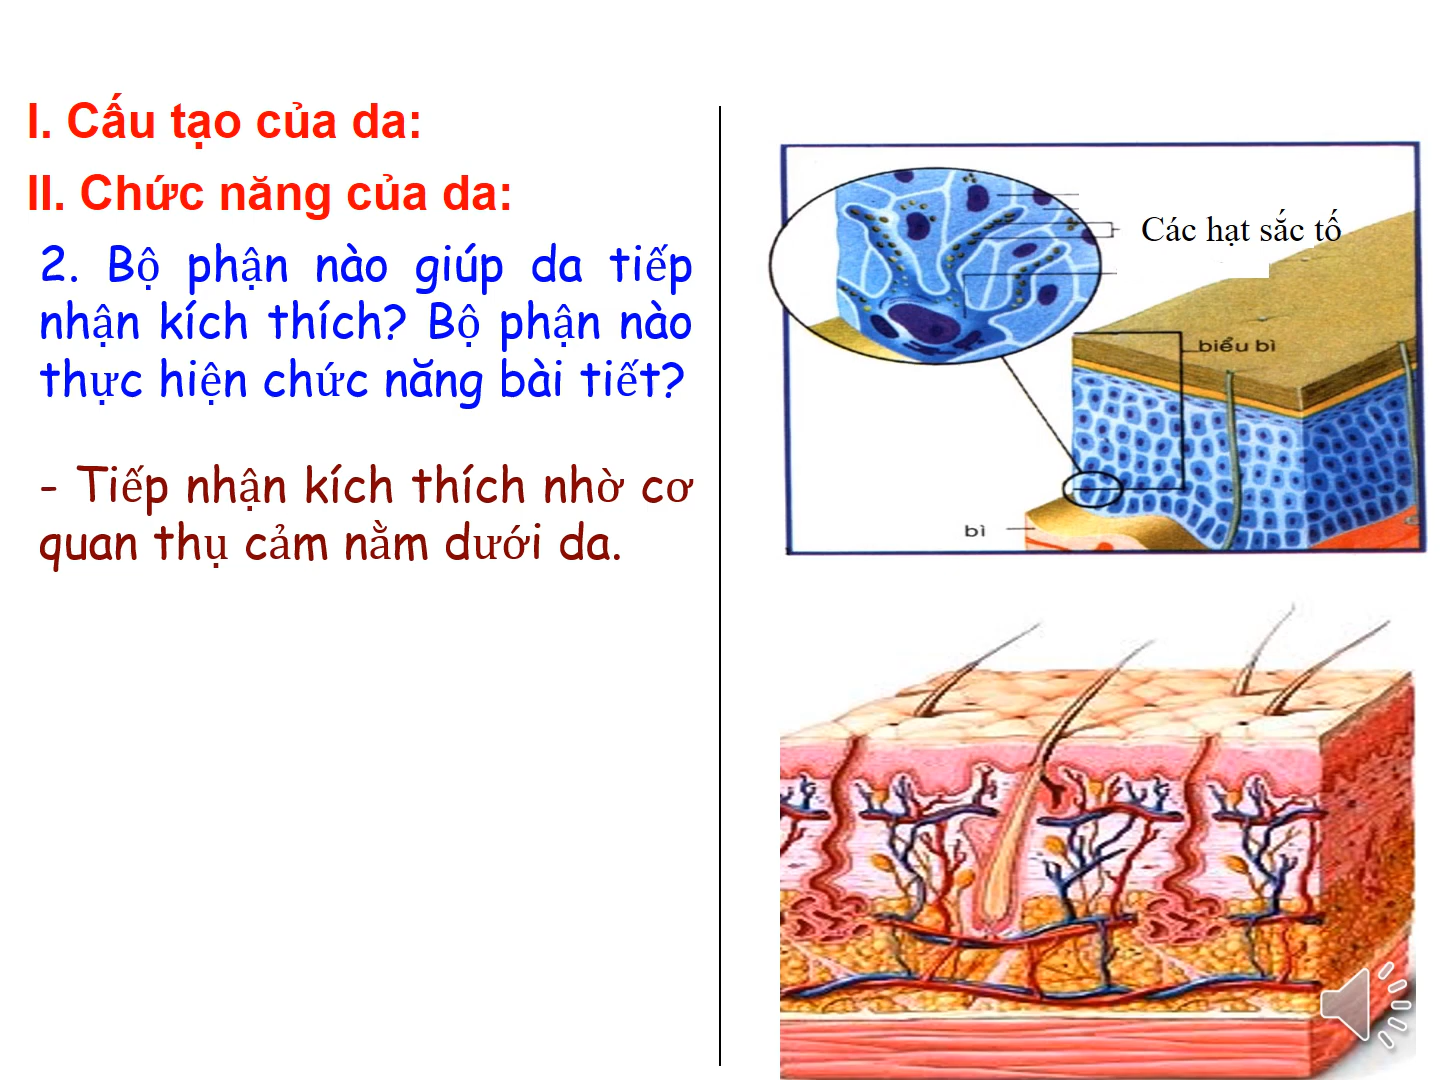 I. Cấu tạo của da:
II. Chức năng của da:
2. Bộ phận nào giúp da tiếp
nhận kích thích? Bộ phận nào
thực hiện chức năng bài tiết?
- Tiếp nhận kích thích nhờ cơ
quan thụ cảm nằm dưới da.
Các hạt sắc tố
biểu bì
bì